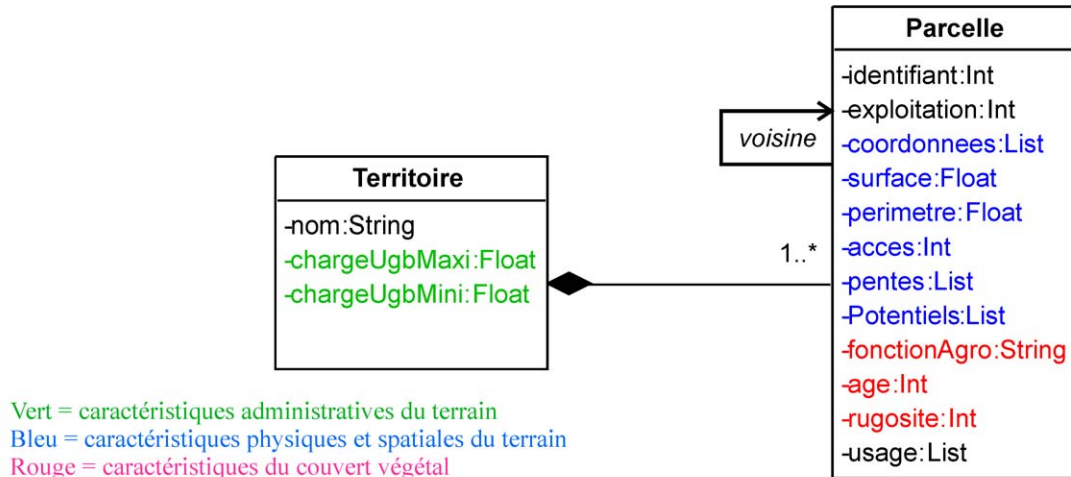 Parcelle
-identifiant:Int
-exploitation:Int
-coordonnees:List
-surface:Float
-perimetre:Float
-acces:Int
-pentes:List
-Potentiels:List
-fonctionAgro:String
-age:Int
-rugosite:Int
-usage:List
voisine
1..*
Territoire
-nom:String
-chargeUgbMaxi:Float
-chargeUgbMini:Float
Vert = caractéristiques administratives du terrain
Bleu = caractéristiques physiques et spatiales du terrain
Rouge = caractéristiques du couvert végétal